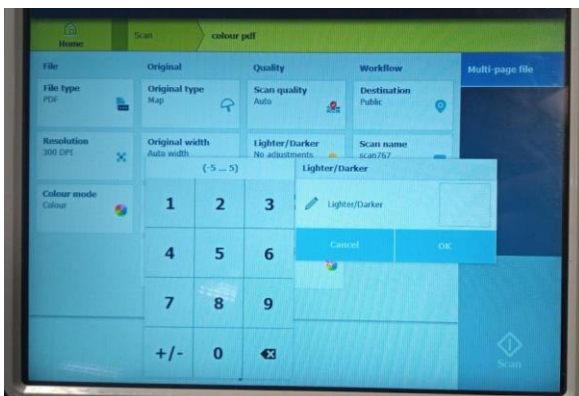 Home
Scan
colour pdf
File
Original
Quality
Workflow
Multi-page file
File type
PDF
Original type
Map
Scan quality
Auto
Destination
Public
Resolution
300 DPI
Original width
Auto width
Lighter/Darker
No adjustments
Scan name
scan767
Colour mode
Colour
(-5 ... 5)
1 2 3
4 5 6
7 8 9
+/- 0
Lighter/Darker
Lighter/Darker
Cancel
OK
Scan